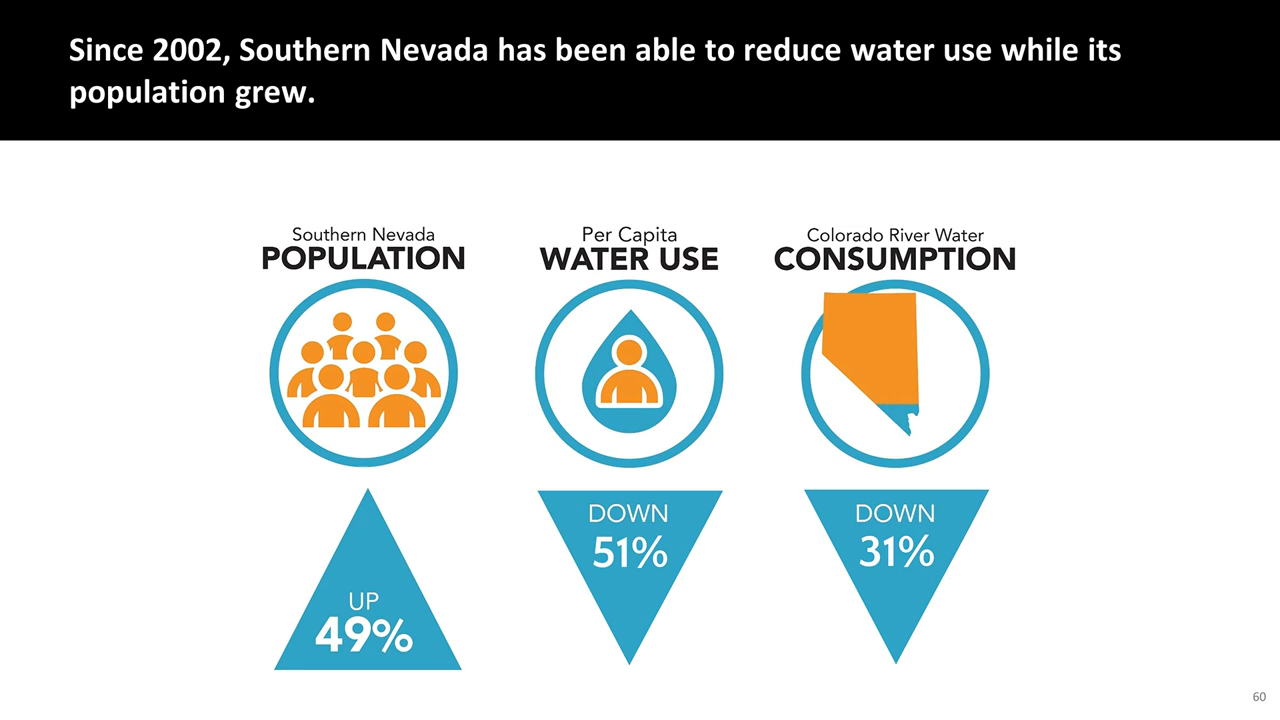 Since 2002, Southern Nevada has been able to reduce water use while its
population grew.
Southern Nevada
POPULATION
UP
49%
Per Capita
WATER USE
DOWN
51%
Colorado River Water
CONSUMPTION
DOWN
31%
60